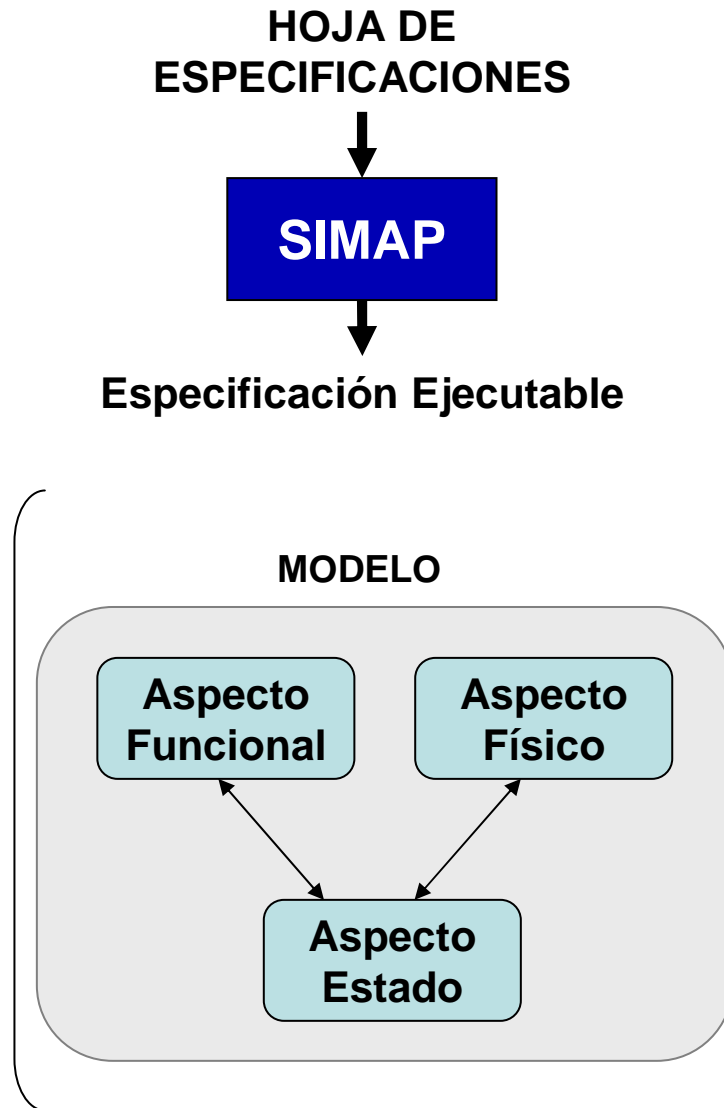 HOJA DE
ESPECIFICACIONES
SIMAP
Especificación Ejecutable
MODELO
Aspecto
Funcional
Aspecto
Físico
Aspecto
Estado